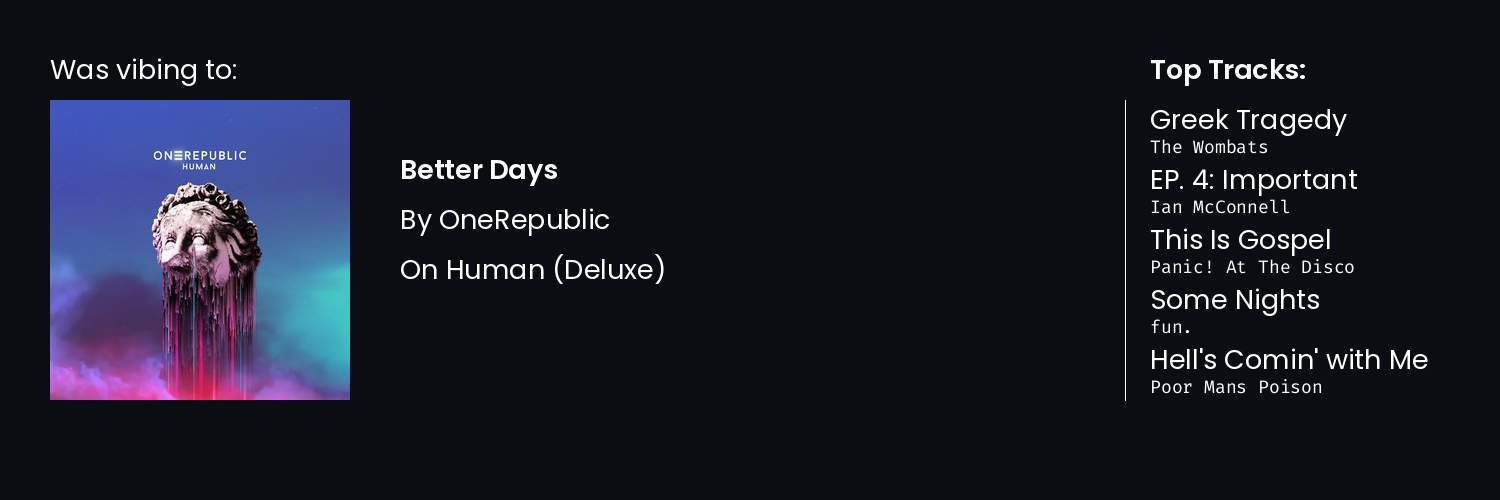 Was vibing to:
ONEREPUBLIC
HUMAN
Better Days
By OneRepublic
On Human (Deluxe)
Top Tracks:
Greek Tragedy
The Wombats
EP. 4: Important
Ian McConnell
This Is Gospel
Panic! At The Disco
Some Nights
fun.
Hell's Comin' with Me
Poor Mans Poison